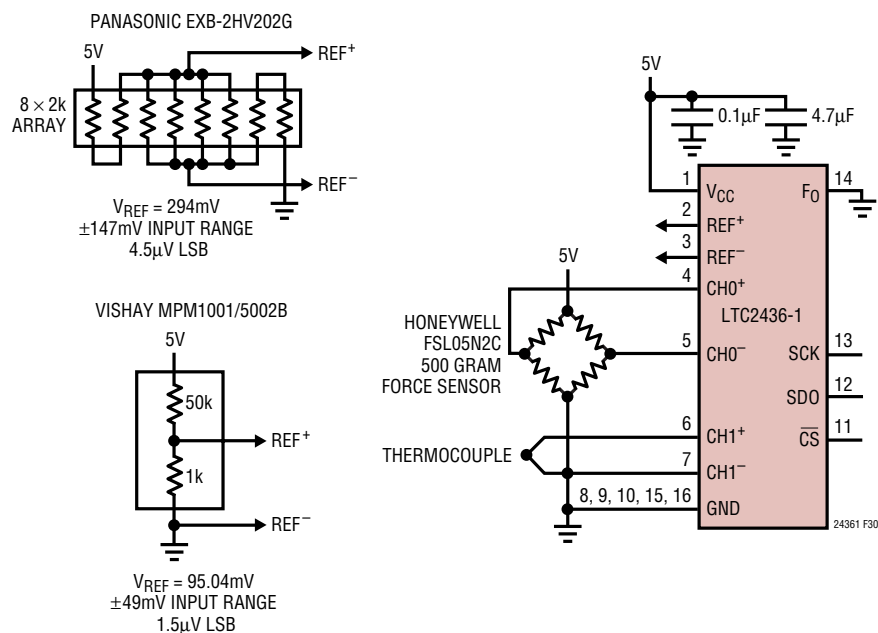 PANASONIC EXB-2HV202G
5V
REF+
8 × 2k
ARRAY
REF–
VREF = 294mV
±147mV INPUT RANGE
4.5µV LSB
VISHAY MPM1001/5002B
5V
50k
REF+
1k
REF–
VREF = 95.04mV
±49mV INPUT RANGE
1.5µV LSB
5V
0.1µF
4.7µF
1
VCC
FO
14
2
REF+
3
REF–
4
CH0+
LTC2436-1
5V
HONEYWELL
FSL05N2C
500 GRAM
FORCE SENSOR
5
CH0–
SCK
13
SDO
12
CS
11
THERMOCOUPLE
6
CH1+
7
CH1–
8, 9, 10, 15, 16
GND
24361 F30